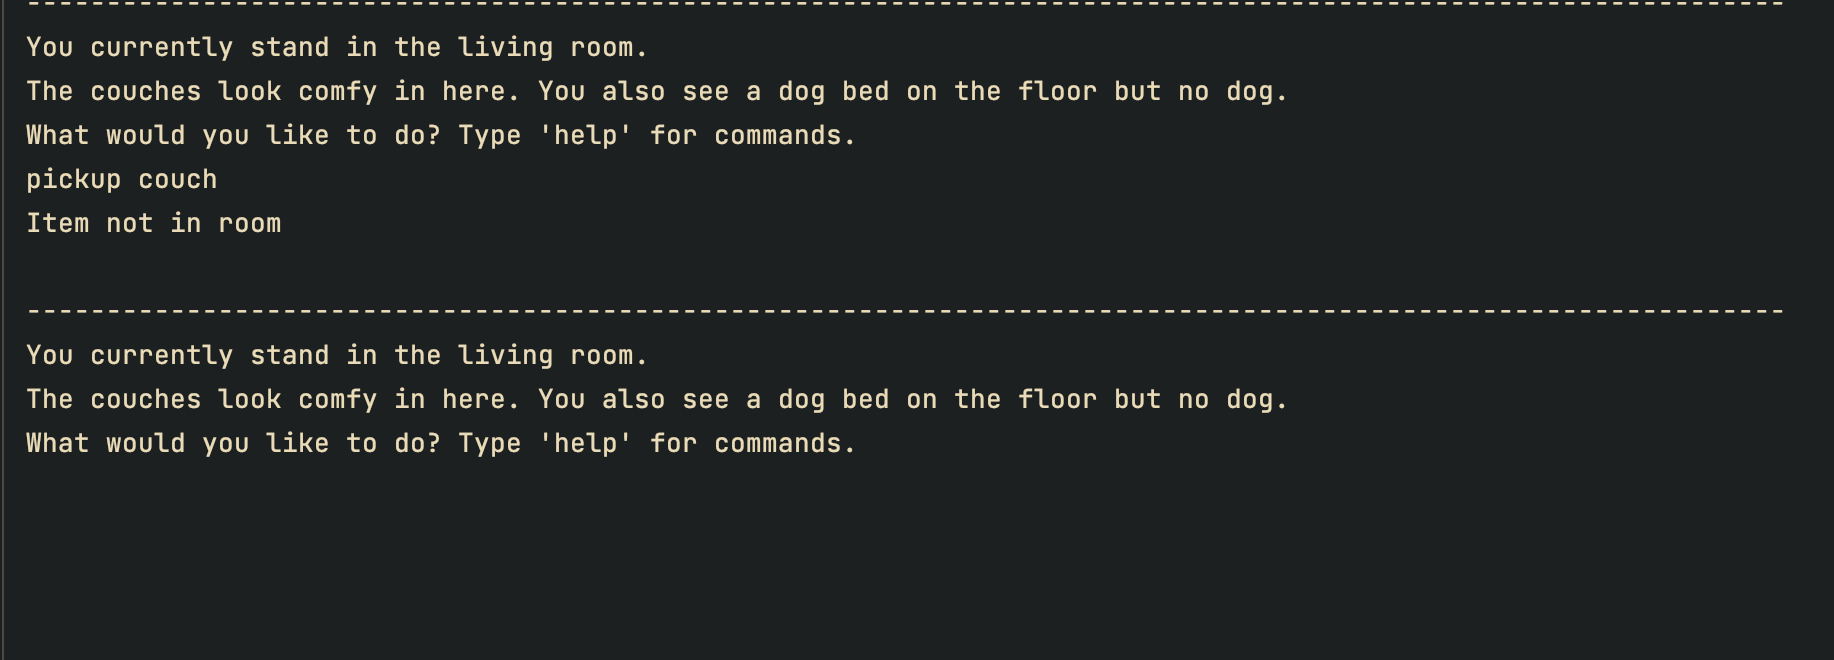 --------------------------------------------------------------------------------------------------------------
You currently stand in the living room.
The couches look comfy in here. You also see a dog bed on the floor but no dog.
What would you like to do? Type 'help' for commands.
pickup couch
Item not in room
--------------------------------------------------------------------------------------------------------------
You currently stand in the living room.
The couches look comfy in here. You also see a dog bed on the floor but no dog.
What would you like to do? Type 'help' for commands.